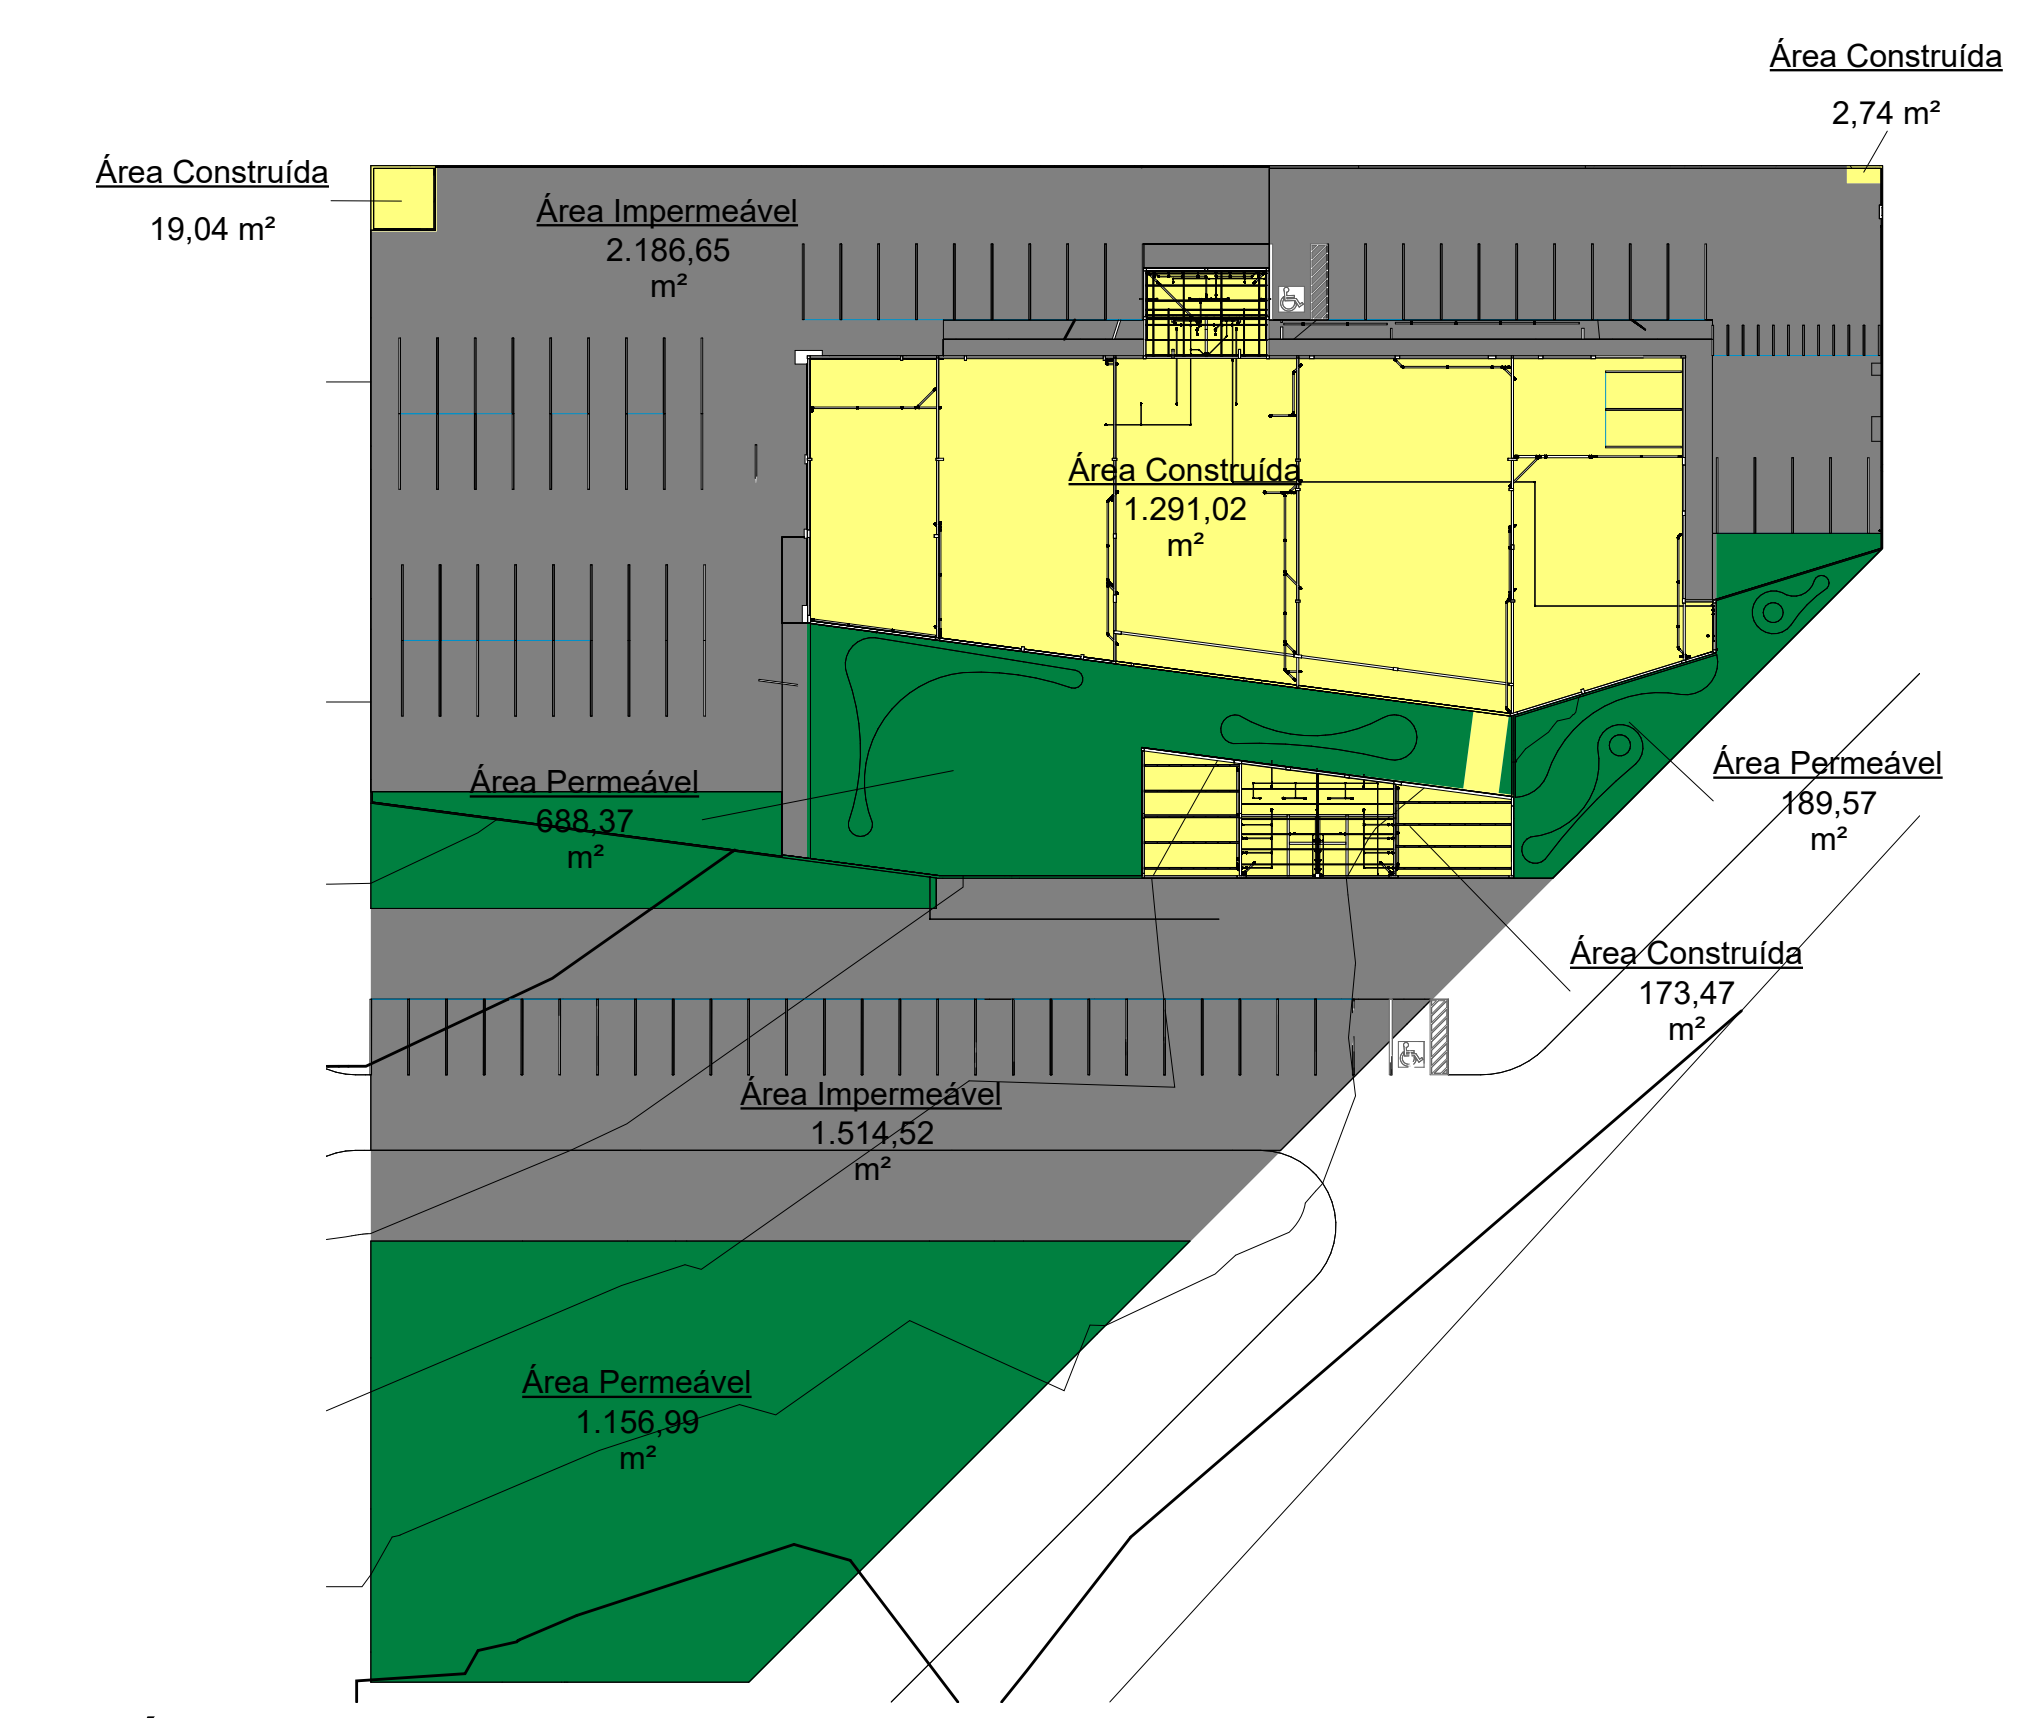 Área Construída
2,74 m²
Área Construída
19,04 m²
Área Impermeável
2.186,65
m²
Área Construída
1.291,02
m²
Área Permeável
688,37
m²
Área Permeável
189,57
m²
Área Construída
173,47
m²
Área Impermeável
1.514,52
m²
Área Permeável
1.156,99
m²